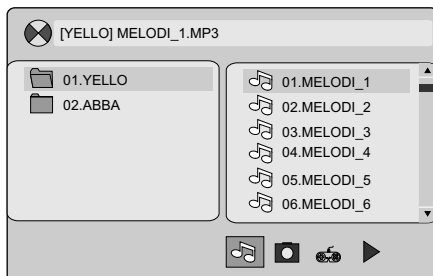 [YELLO] MELODI_1.MP3
01.YELLO
02.ABBA
01.MELODI_1
02.MELODI_2
03.MELODI_3
04.MELODI_4
05.MELODI_5
06.MELODI_6